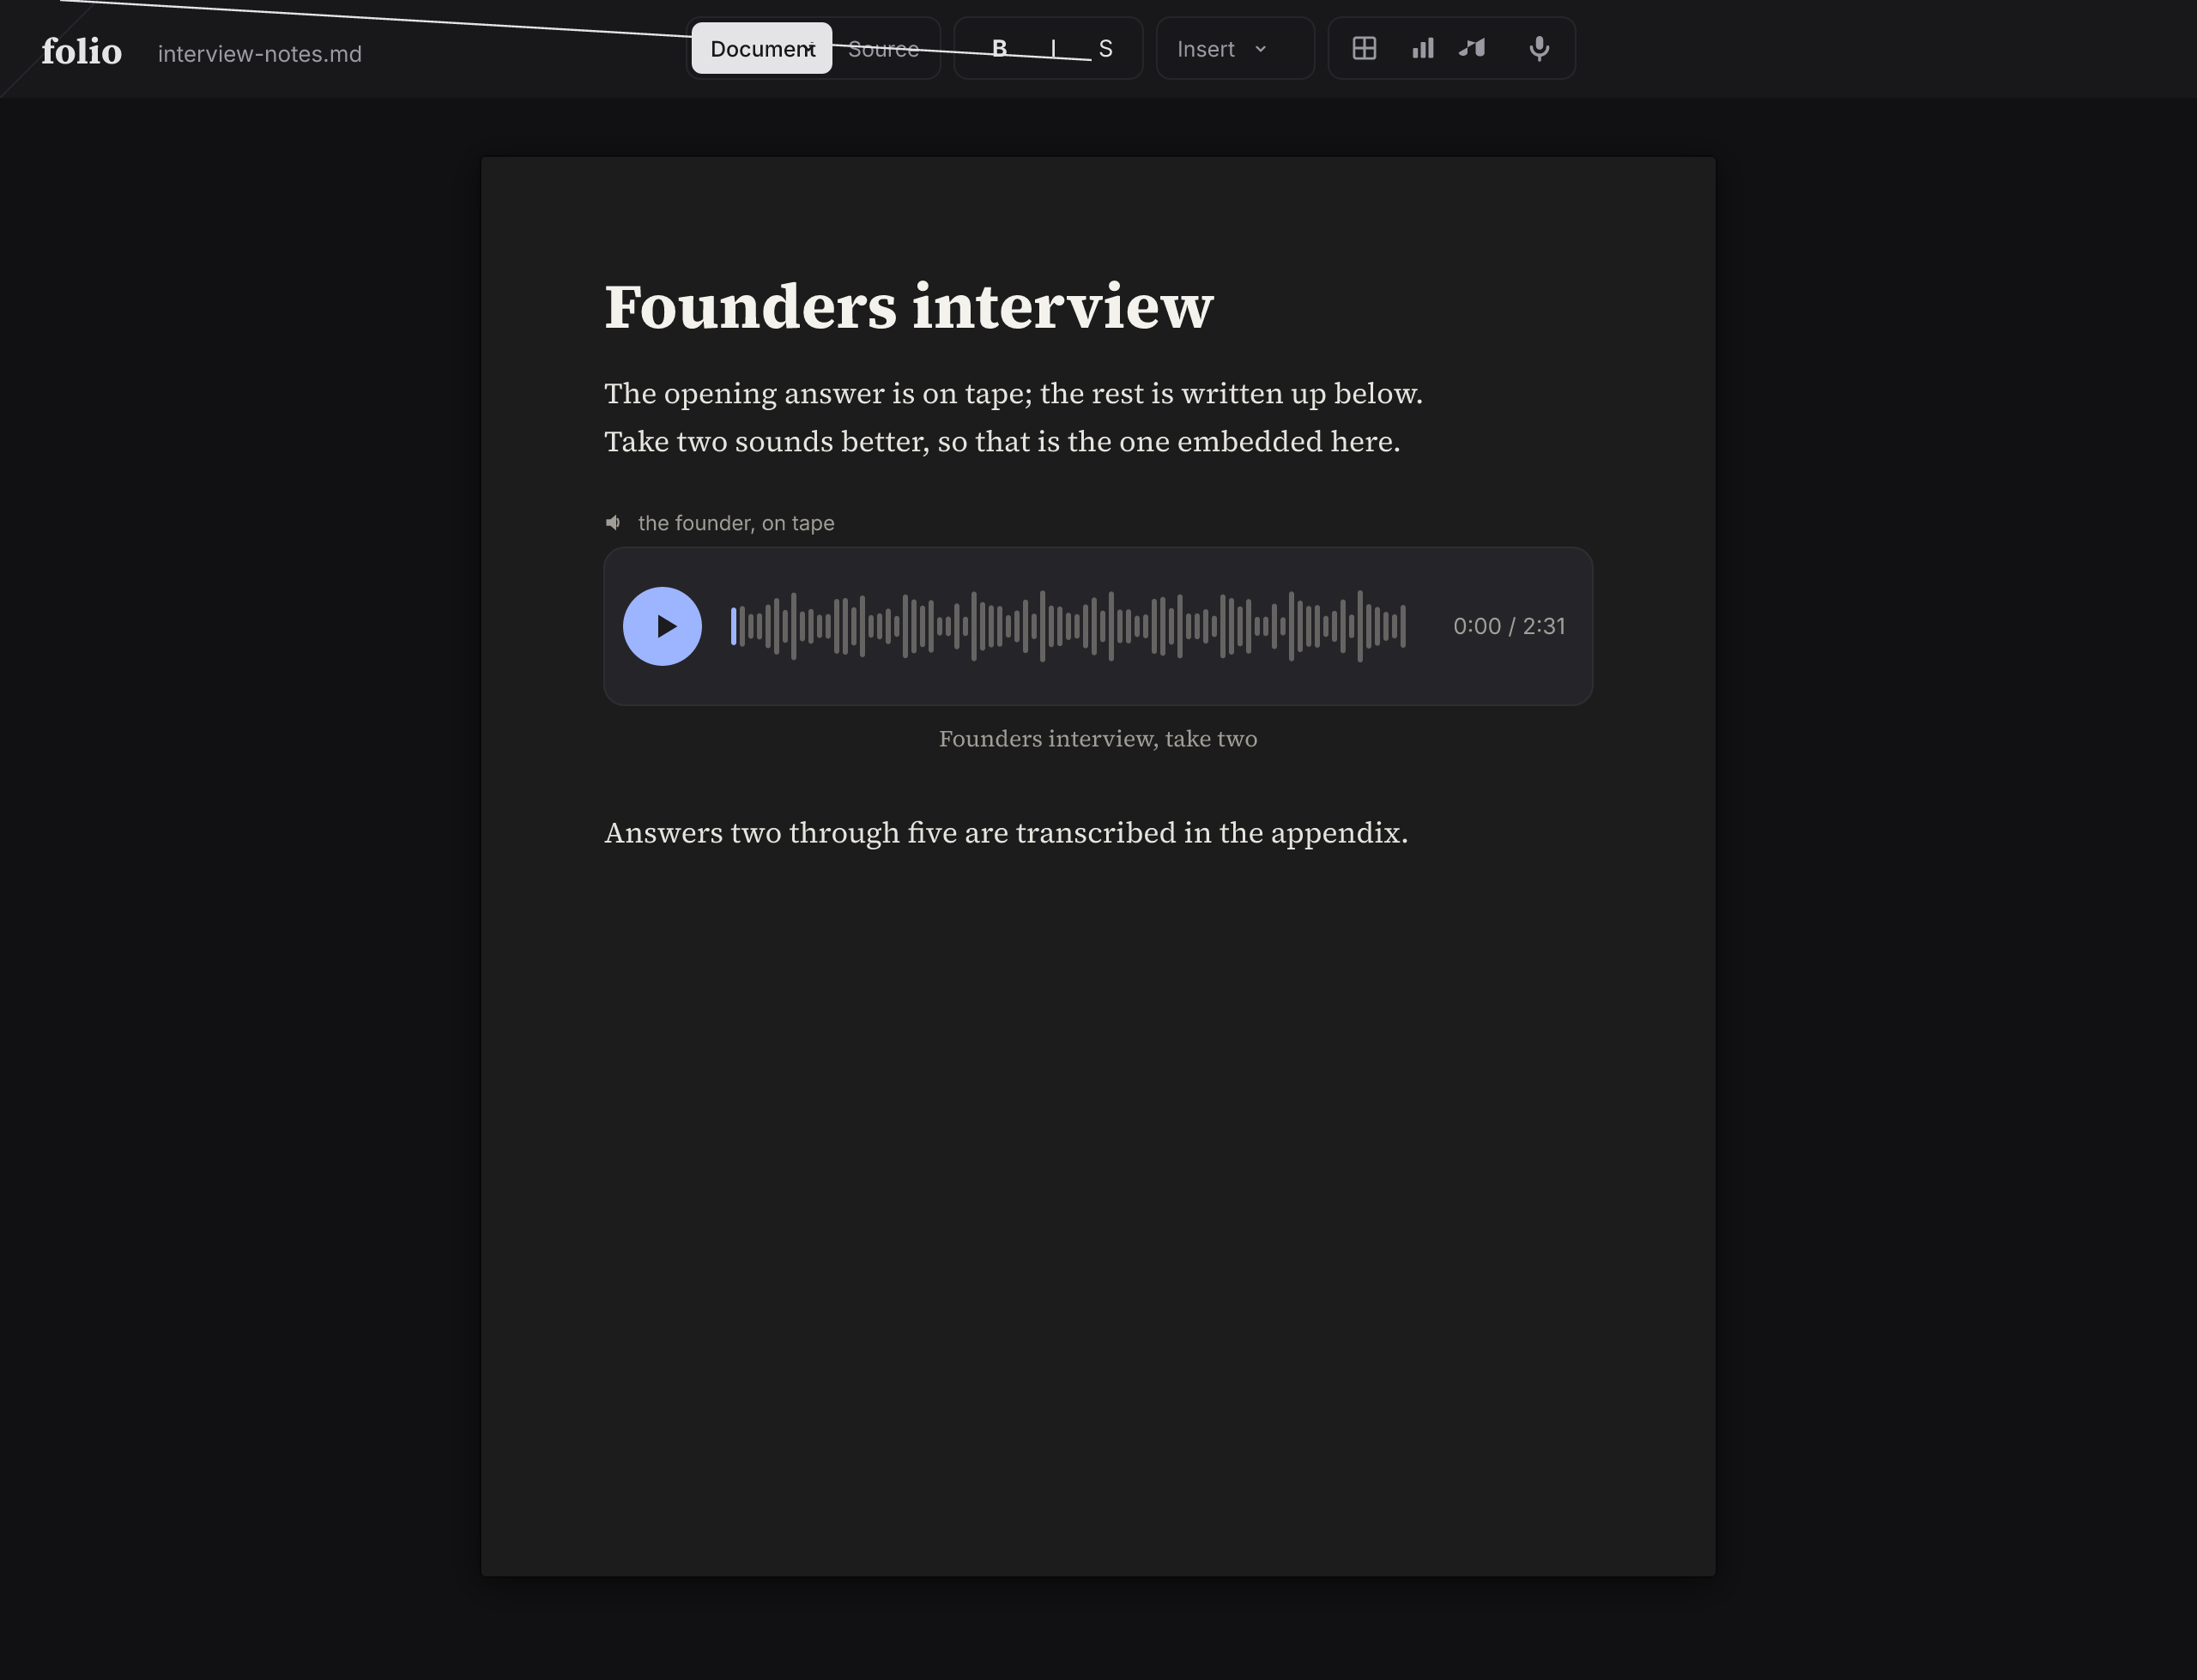 folio
interview-notes.md
Document
Source
B I S
Insert
Founders interview
The opening answer is on tape; the rest is written up below.
Take two sounds better, so that is the one embedded here.
the founder, on tape
0:00 / 2:31
Founders interview, take two
Answers two through five are transcribed in the appendix.